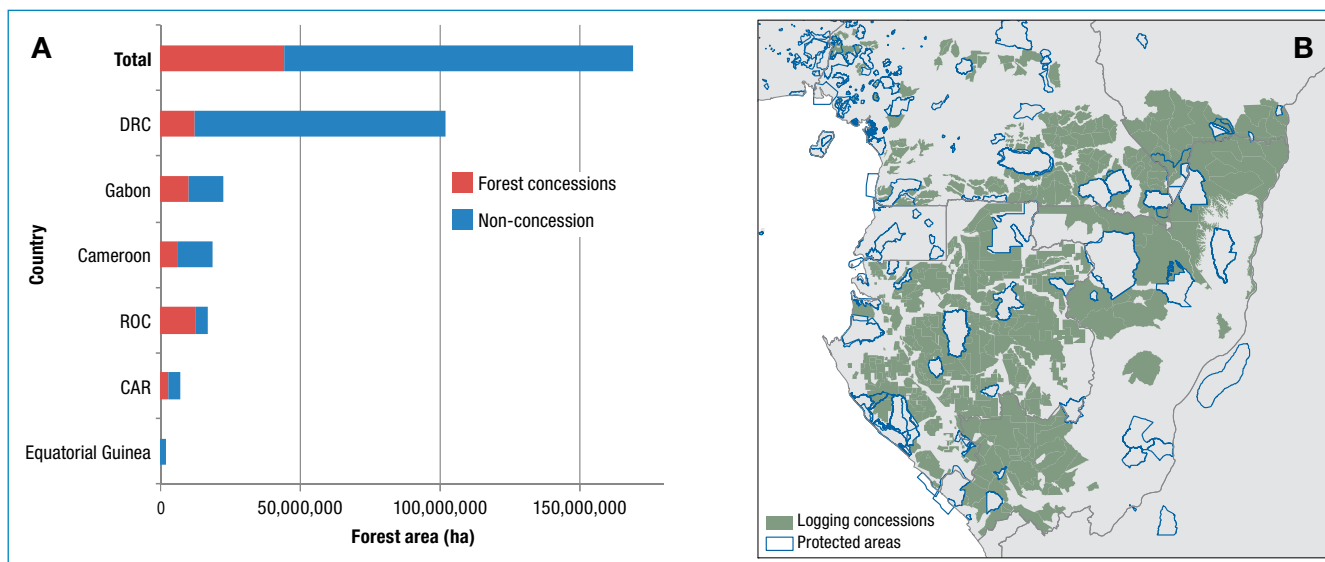 A
Total
DRC
Gabon
Cameroon
ROC
CAR
Equatorial Guinea
Country
Forest concessions
Non-concession
0
50,000,000
100,000,000
150,000,000
Forest area (ha)
B
Logging concessions
Protected areas